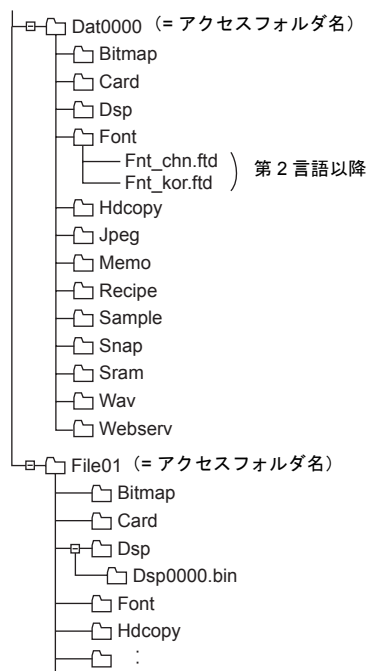 Dat0000 (= アクセスフォルダ名)
Bitmap
Card
Dsp
Font
Fnt_chn.ftd
Fnt_kor.ftd
第 2 言語以降
Hdcopy
Jpeg
Memo
Recipe
Sample
Snap
Sram
Wav
Webserv
File01 (= アクセスフォルダ名)
Bitmap
Card
Dsp
Dsp0000.bin
Font
Hdcopy
: